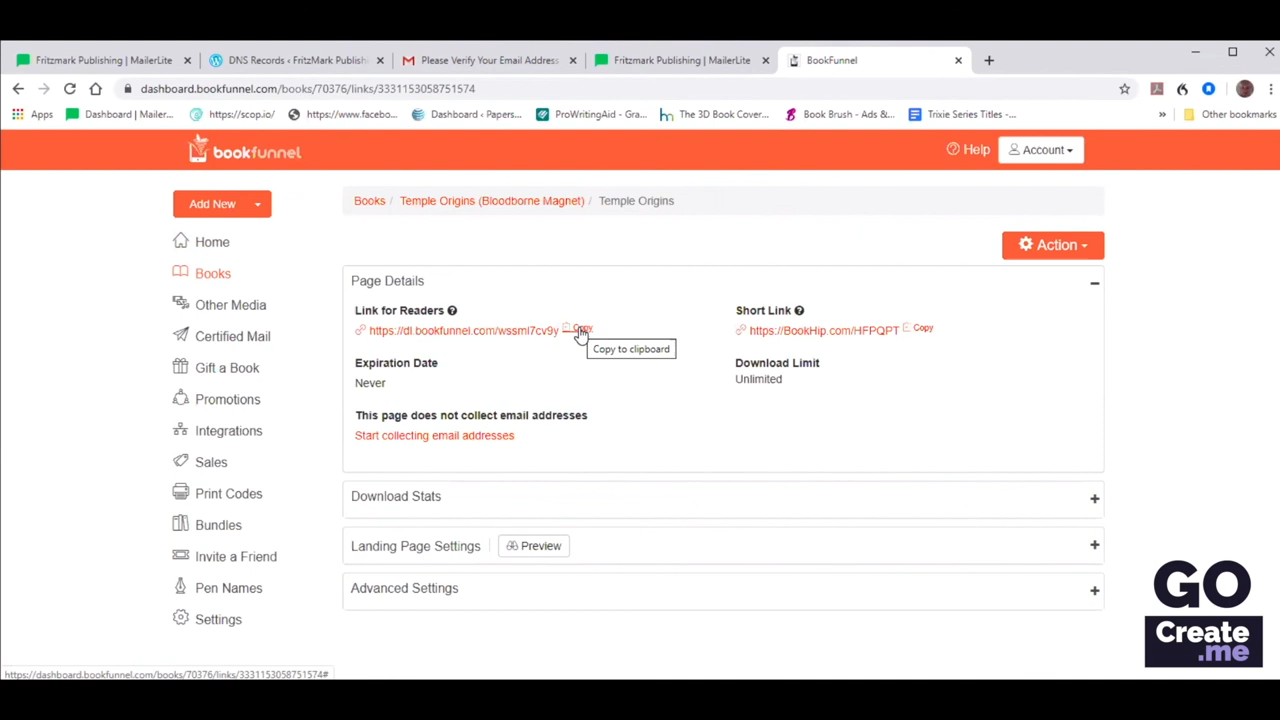 Fritzmark Publishing | MailerLite
DNS Records ‹ FritzMark Publish
Please Verify Your Email Address
Fritzmark Publishing | MailerLite
BookFunnel
dashboard.bookfunnel.com/books/70376/links/3331153058751574
Apps
Dashboard | Mailer...
https://scop.io/
https://www.facebo...
Dashboard ‹ Papers...
ProWritingAid - Gra...
The 3D Book Cover...
Book Brush - Ads &...
Trixie Series Titles -...
»
Other bookmarks
bookfunnel
Help
Account
Add New
Books / Temple Origins (Bloodborne Magnet) / Temple Origins
Home
Books
Other Media
Certified Mail
Gift a Book
Promotions
Integrations
Sales
Print Codes
Bundles
Invite a Friend
Pen Names
Settings
Action
Page Details
Link for Readers
https://dl.bookfunnel.com/wssml7cv9y Copy
Copy to clipboard
Short Link
https://BookHip.com/HFPQPT Copy
Expiration Date
Never
Download Limit
Unlimited
This page does not collect email addresses
Start collecting email addresses
Download Stats
Landing Page Settings
Preview
Advanced Settings
GO
Create
.me
https://dashboard.bookfunnel.com/books/70376/links/3331153058751574#